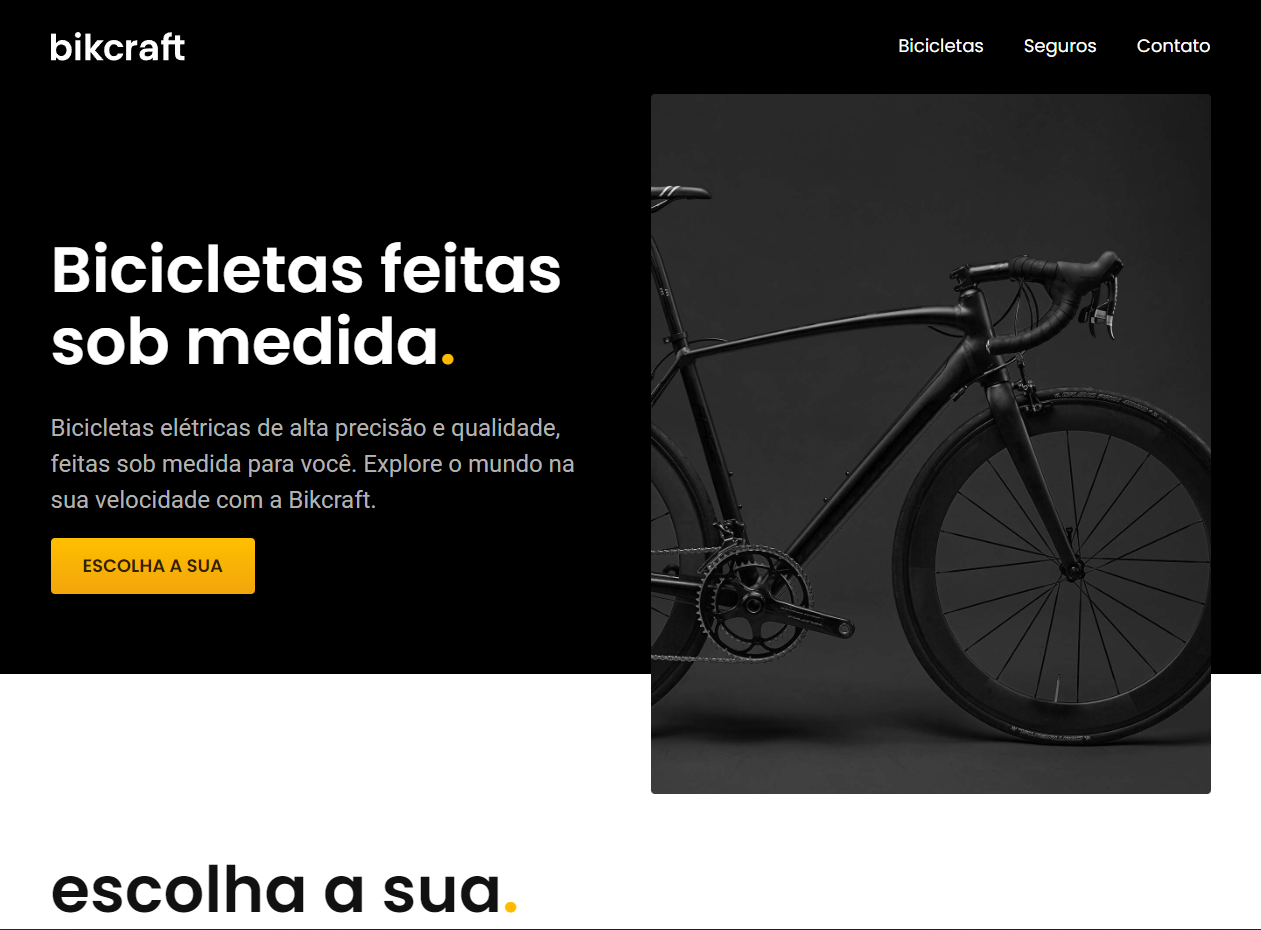 bikcraft
Bicicletas Seguros Contato
Bicicletas feitas
sob medida.
Bicicletas elétricas de alta precisão e qualidade,
feitas sob medida para você. Explore o mundo na
sua velocidade com a Bikcraft.
ESCOLHA A SUA
escolha a sua.